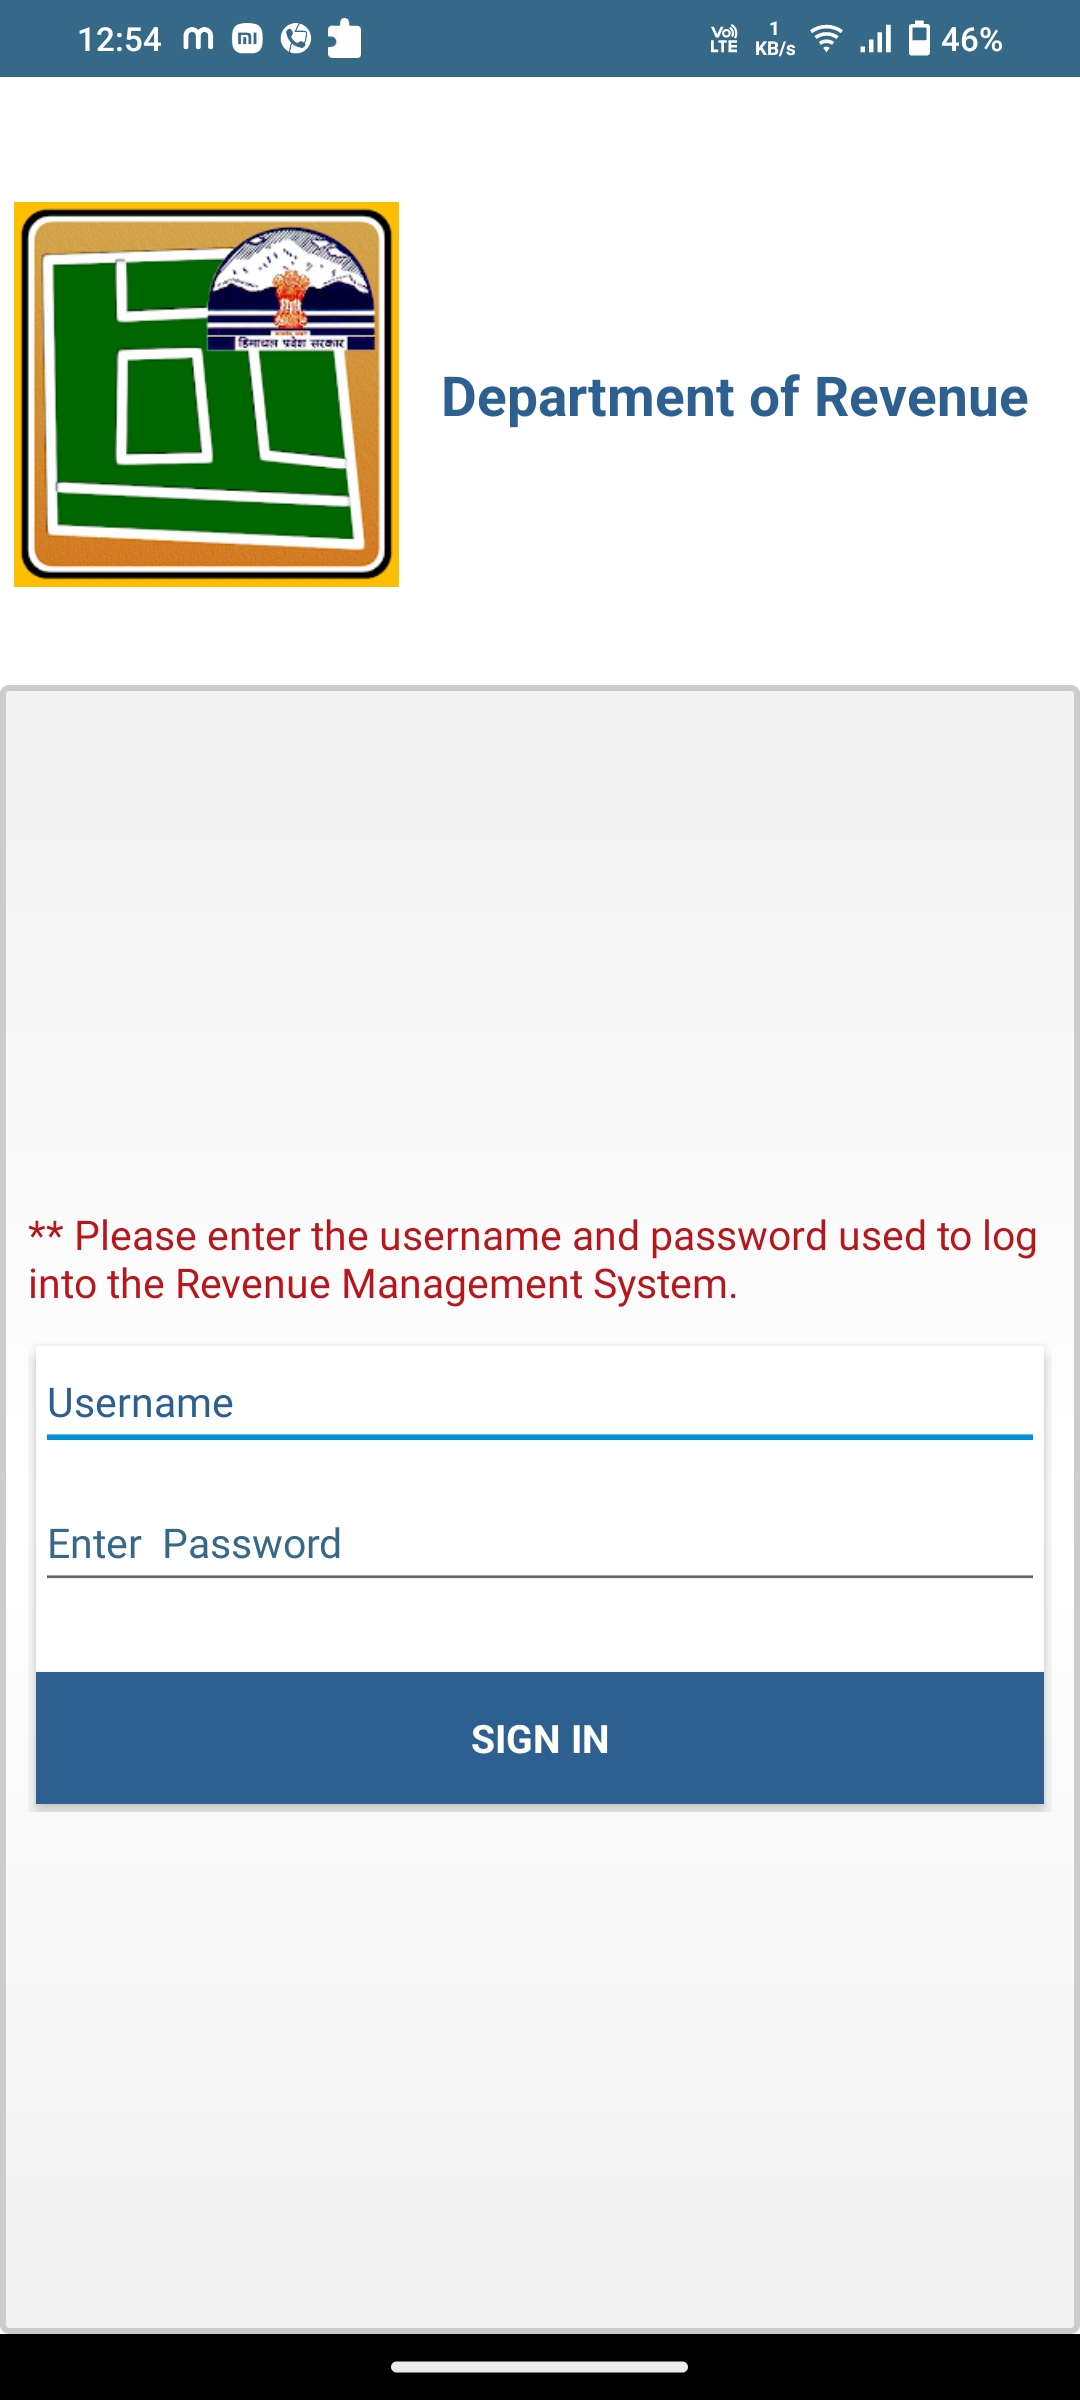 12:54 Vo)) LTE 1 KB/s 46%
हिमाचल प्रदेश सरकार
Department of Revenue
** Please enter the username and password used to log
into the Revenue Management System.
Username
Enter  Password
SIGN IN